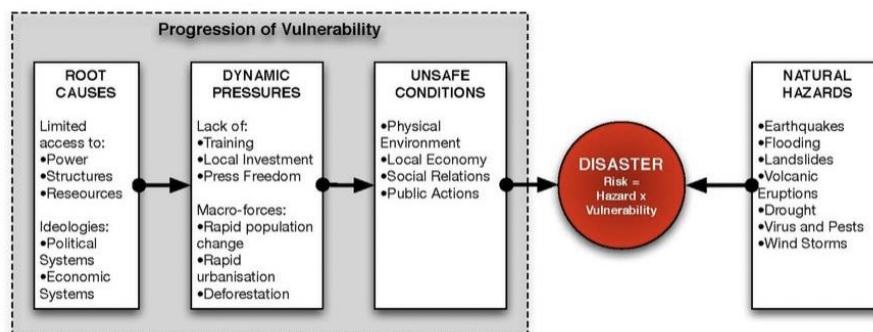 Progression of Vulnerability
ROOT
CAUSES
Limited
access to:
•Power
•Structures
•Reseources
Ideologies:
•Political
Systems
•Economic
Systems
DYNAMIC
PRESSURES
Lack of:
•Training
•Local Investment
•Press Freedom
Macro-forces:
•Rapid population
change
•Rapid
urbanisation
•Deforestation
UNSAFE
CONDITIONS
•Physical
Environment
•Local Economy
•Social Relations
•Public Actions
DISASTER
Risk =
Hazard x
Vulnerability
NATURAL
HAZARDS
•Earthquakes
•Flooding
•Landslides
•Volcanic
Eruptions
•Drought
•Virus and Pests
•Wind Storms